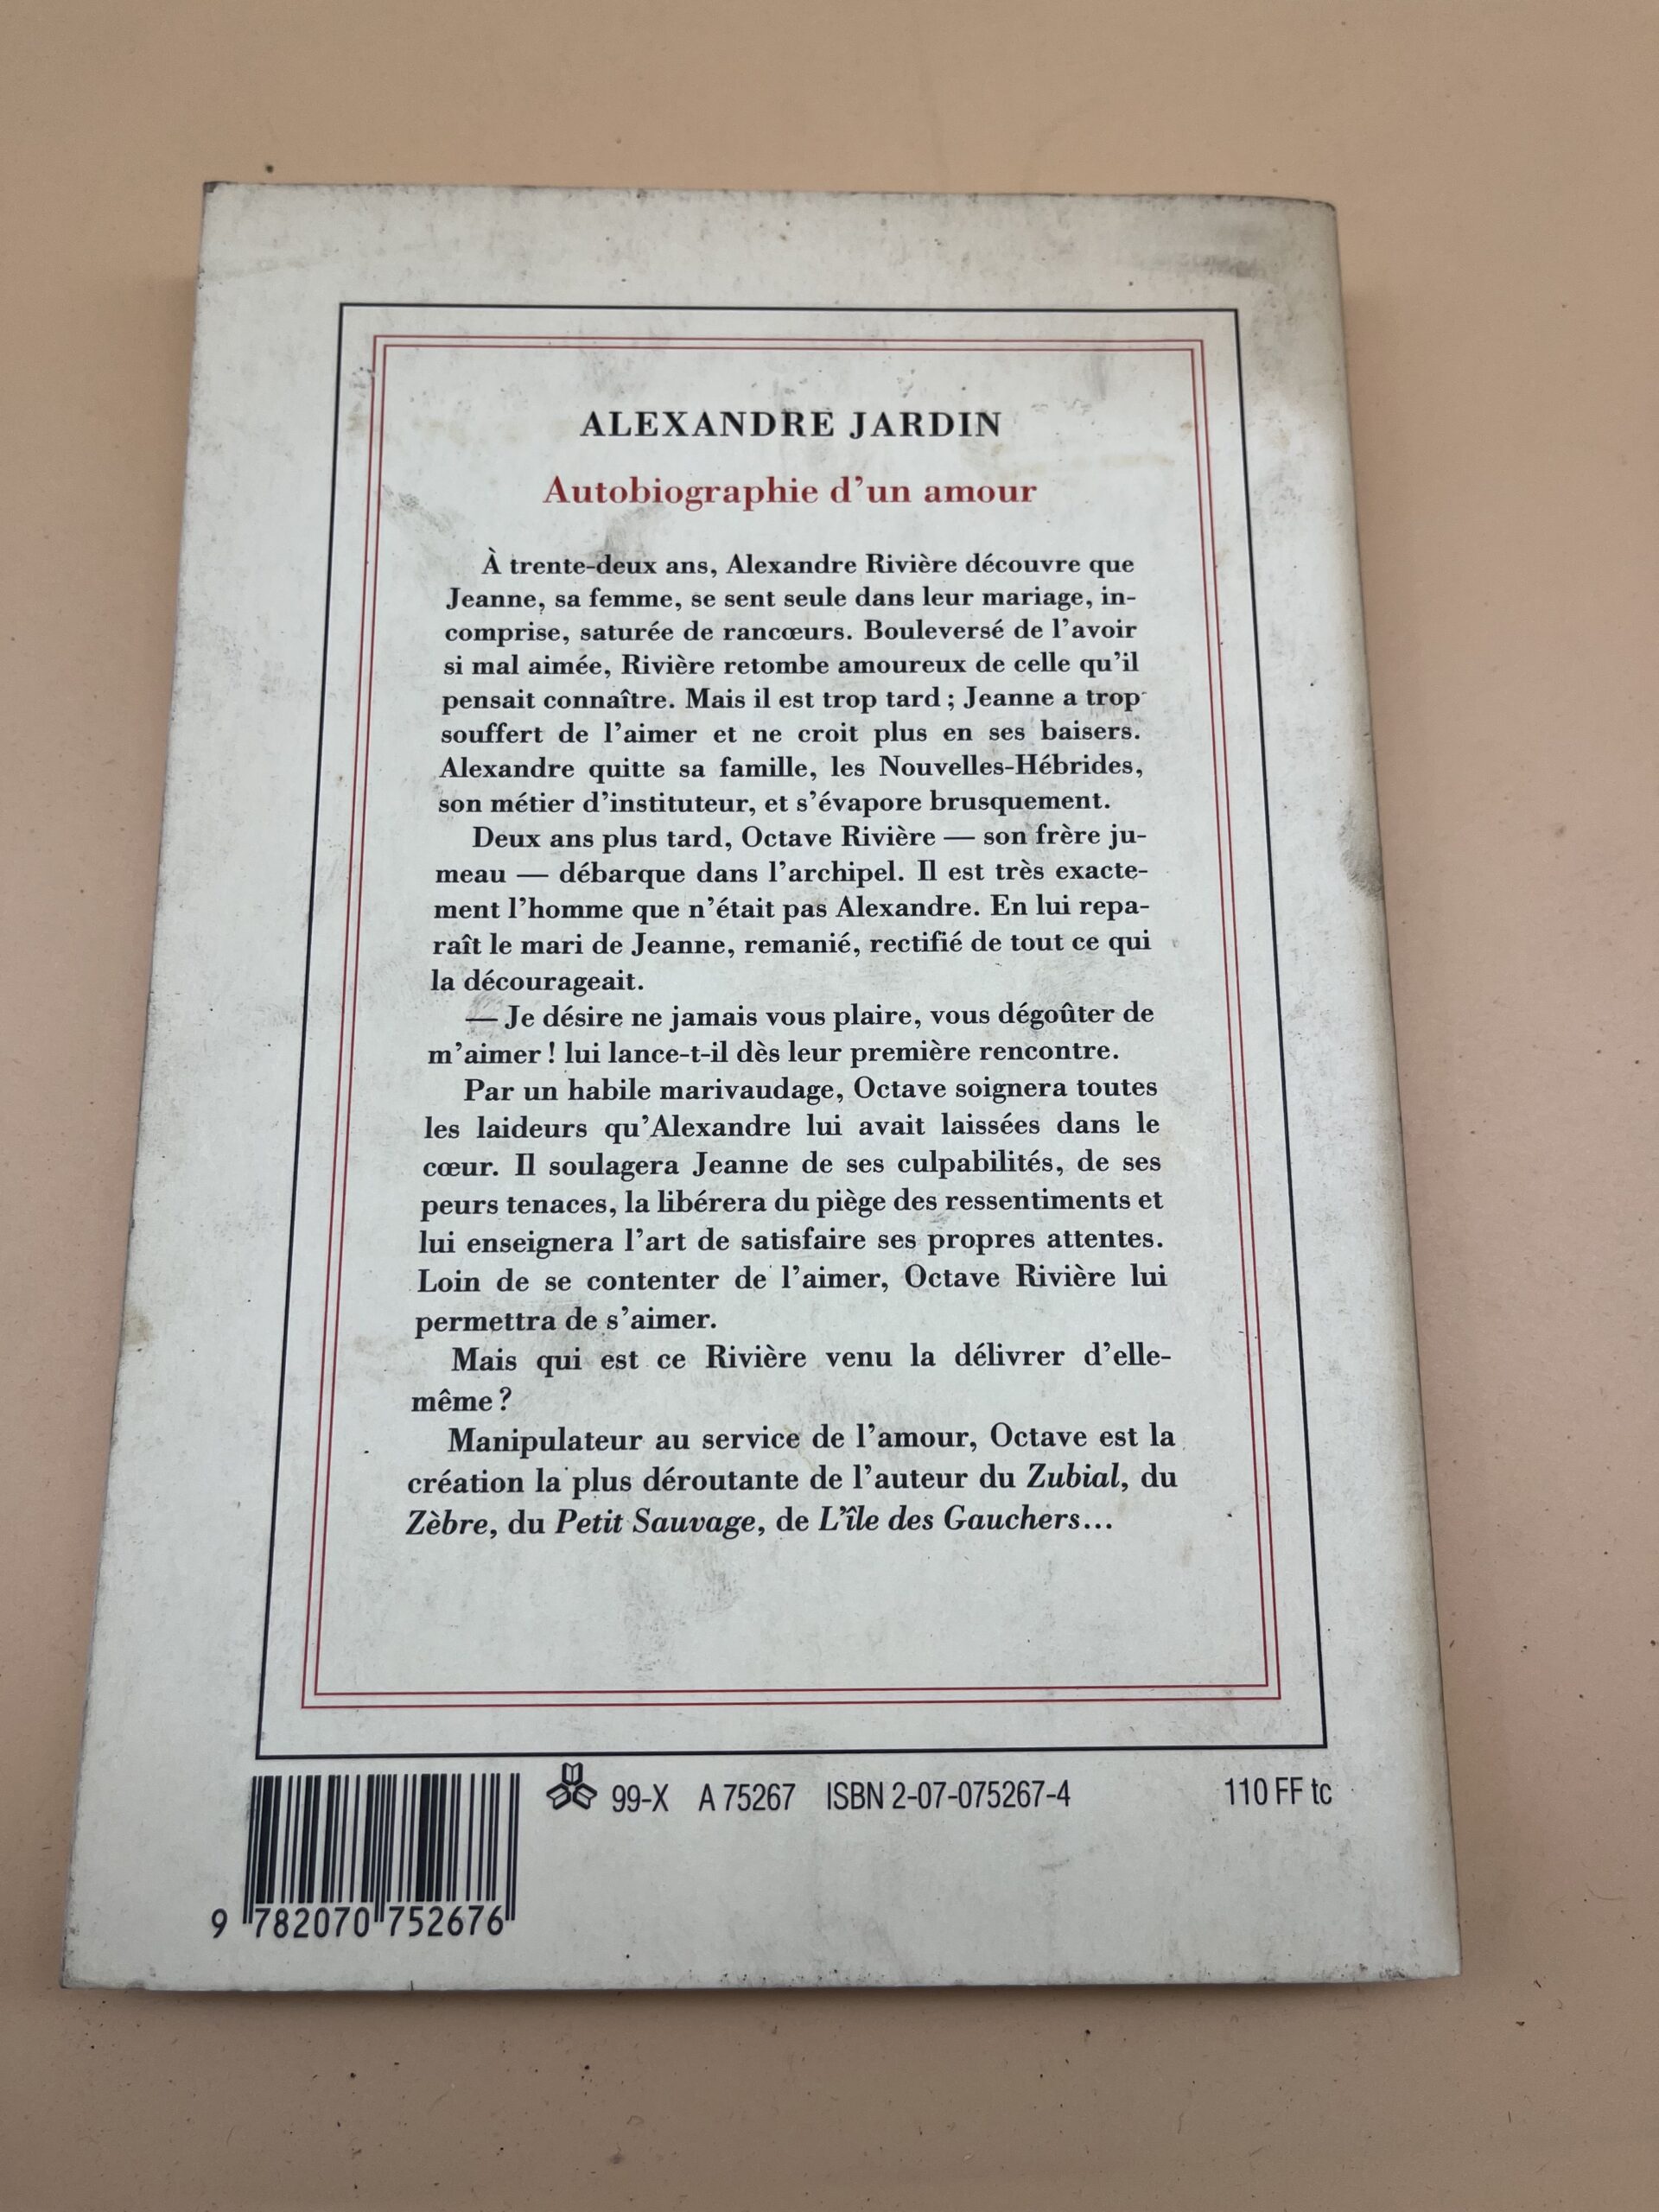 ALEXANDRE JARDIN
Autobiographie d'un amour
À trente-deux ans, Alexandre Rivière découvre que
Jeanne, sa femme, se sent seule dans leur mariage, in-
comprise, saturée de rancœurs. Bouleversé de l'avoir
si mal aimée, Rivière retombe amoureux de celle qu'il
pensait connaître. Mais il est trop tard ; Jeanne a trop
souffert de l'aimer et ne croit plus en ses baisers.
Alexandre quitte sa famille, les Nouvelles-Hébrides,
son métier d'instituteur, et s'évapore brusquement.
Deux ans plus tard, Octave Rivière — son frère ju-
meau — débarque dans l'archipel. Il est très exacte-
ment l'homme que n'était pas Alexandre. En lui repa-
raît le mari de Jeanne, remanié, rectifié de tout ce qui
la décourageait.
— Je désire ne jamais vous plaire, vous dégoûter de
m'aimer ! lui lance-t-il dès leur première rencontre.
Par un habile marivaudage, Octave soignera toutes
les laideurs qu'Alexandre lui avait laissées dans le
cœur. Il soulagera Jeanne de ses culpabilités, de ses
peurs tenaces, la libérera du piège des ressentiments et
lui enseignera l'art de satisfaire ses propres attentes.
Loin de se contenter de l'aimer, Octave Rivière lui
permettra de s'aimer.
Mais qui est ce Rivière venu la délivrer d'elle-
même ?
Manipulateur au service de l'amour, Octave est la
création la plus déroutante de l'auteur du Zubial, du
Zèbre, du Petit Sauvage, de L'île des Gauchers...
99-X A 75267 ISBN 2-07-075267-4 110 FF tc
9 782070 752676